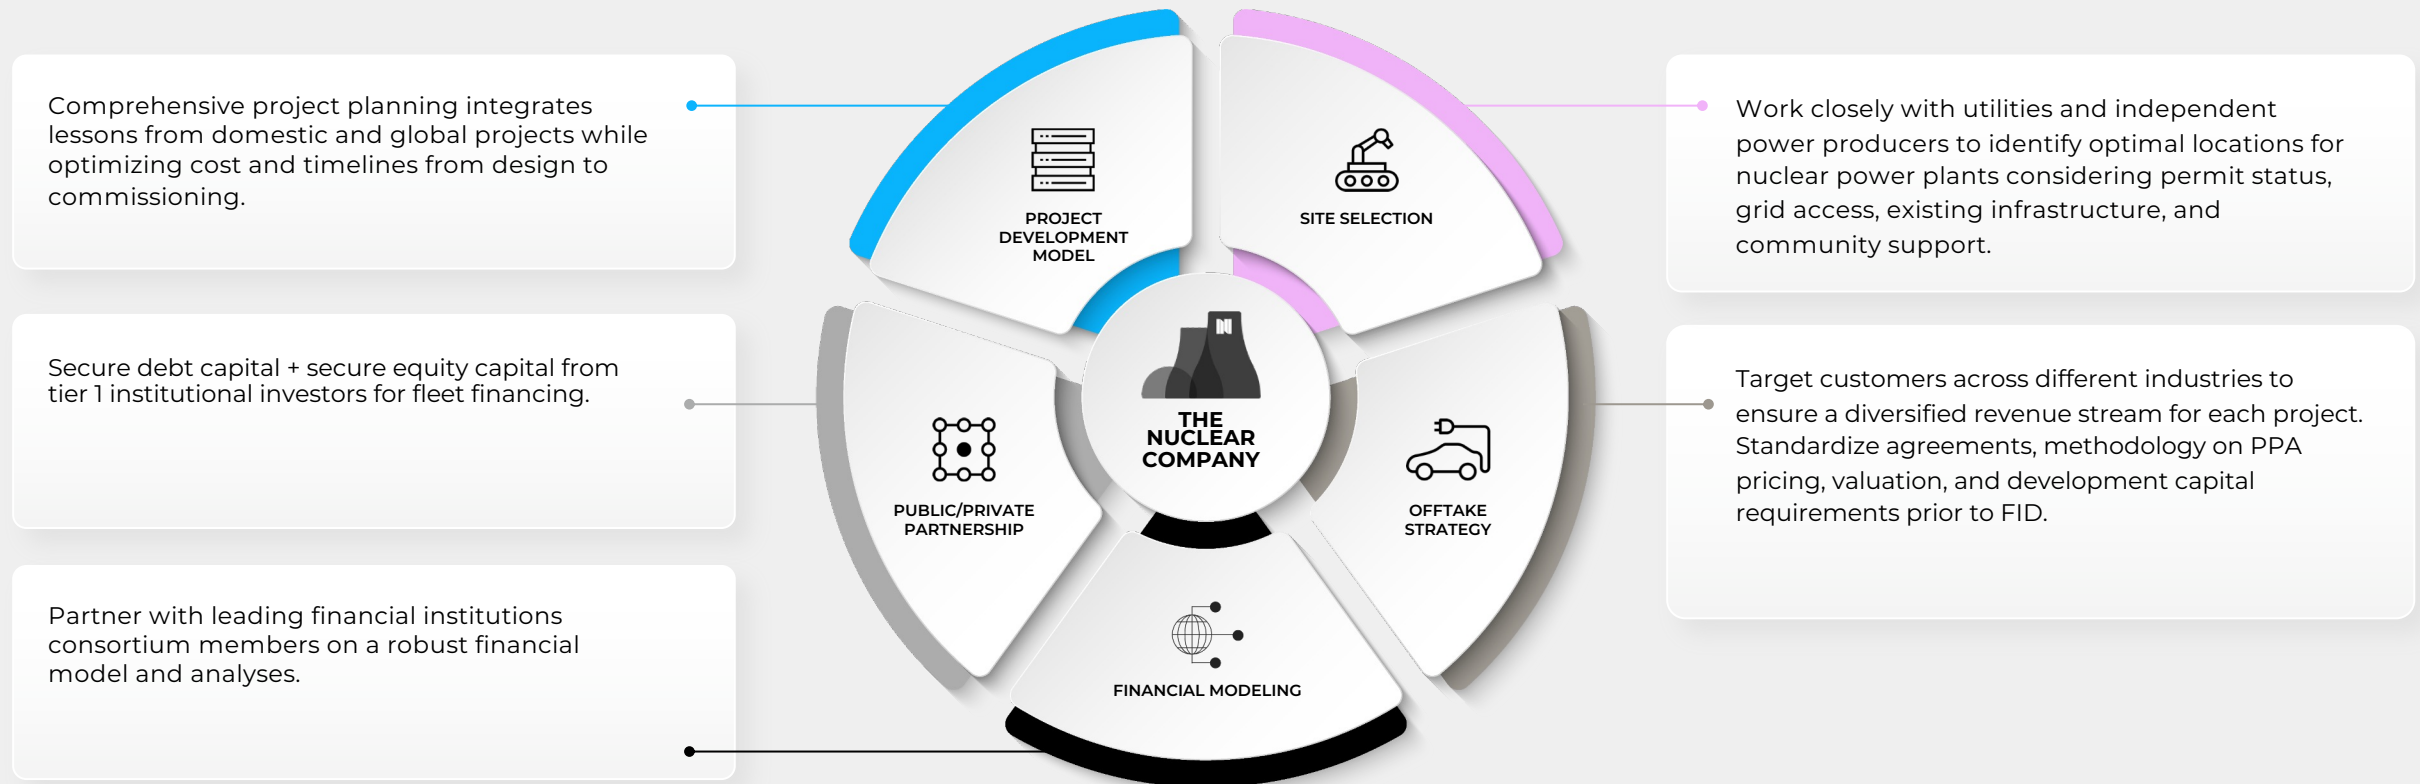 Comprehensive project planning integrates
lessons from domestic and global projects while
optimizing cost and timelines from design to
commissioning.
Secure debt capital + secure equity capital from
tier 1 institutional investors for fleet financing.
Partner with leading financial institutions
consortium members on a robust financial
model and analyses.
PROJECT
DEVELOPMENT
MODEL
SITE SELECTION
THE
NUCLEAR
COMPANY
PUBLIC/PRIVATE
PARTNERSHIP
OFFTAKE
STRATEGY
FINANCIAL MODELING
Work closely with utilities and independent
power producers to identify optimal locations for
nuclear power plants considering permit status,
grid access, existing infrastructure, and
community support.
Target customers across different industries to
ensure a diversified revenue stream for each project.
Standardize agreements, methodology on PPA
pricing, valuation, and development capital
requirements prior to FID.